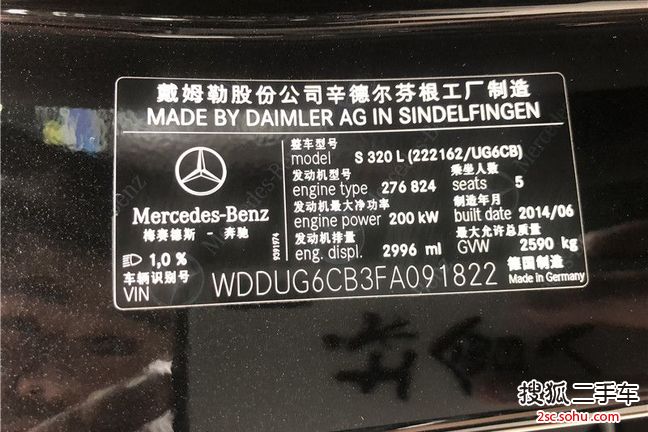 戴姆勒股份公司辛德尔芬根工厂制造
MADE BY DAIMLER AG IN SINDELFINGEN
Mercedes-Benz
梅赛德斯 - 奔驰
1,0 %
整车型号
model S 320 L (222162/UG6CB)
发动机型号 乘坐人数
engine type 276 824 seats 5
发动机最大净功率 制造年月
engine power 200 kW built date 2014/06
发动机排量 最大允许总质量
eng. displ. 2996 ml GVW 2590 kg
车辆识别号
VIN WDDUG6CB3FA091822
德国制造
Made in Germany
搜狐 二手车
2sc.sohu.com